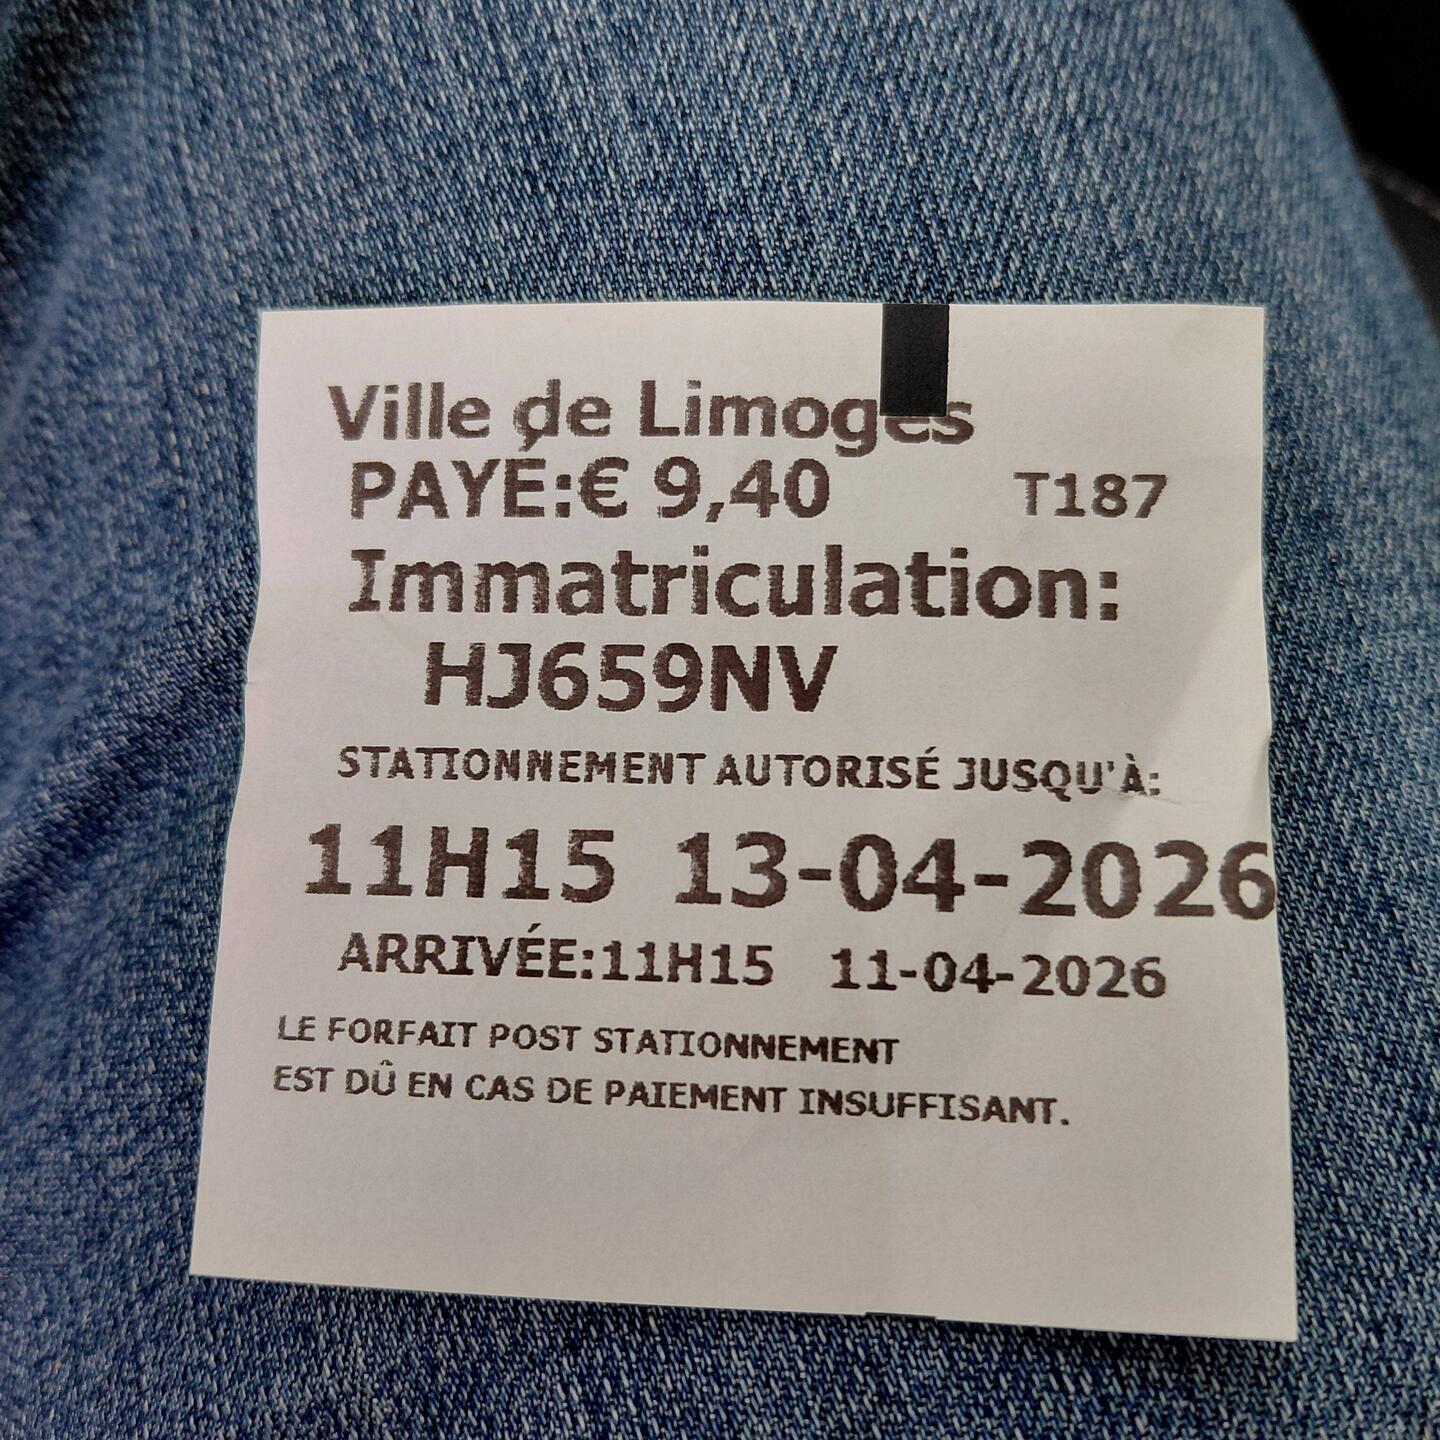 Ville de Limoges
PAYÉ:€ 9,40 T187
Immatriculation:
HJ659NV
STATIONNEMENT AUTORISÉ JUSQU'À:
11H15 13-04-2026
ARRIVÉE:11H15 11-04-2026
LE FORFAIT POST STATIONNEMENT
EST DÛ EN CAS DE PAIEMENT INSUFFISANT.